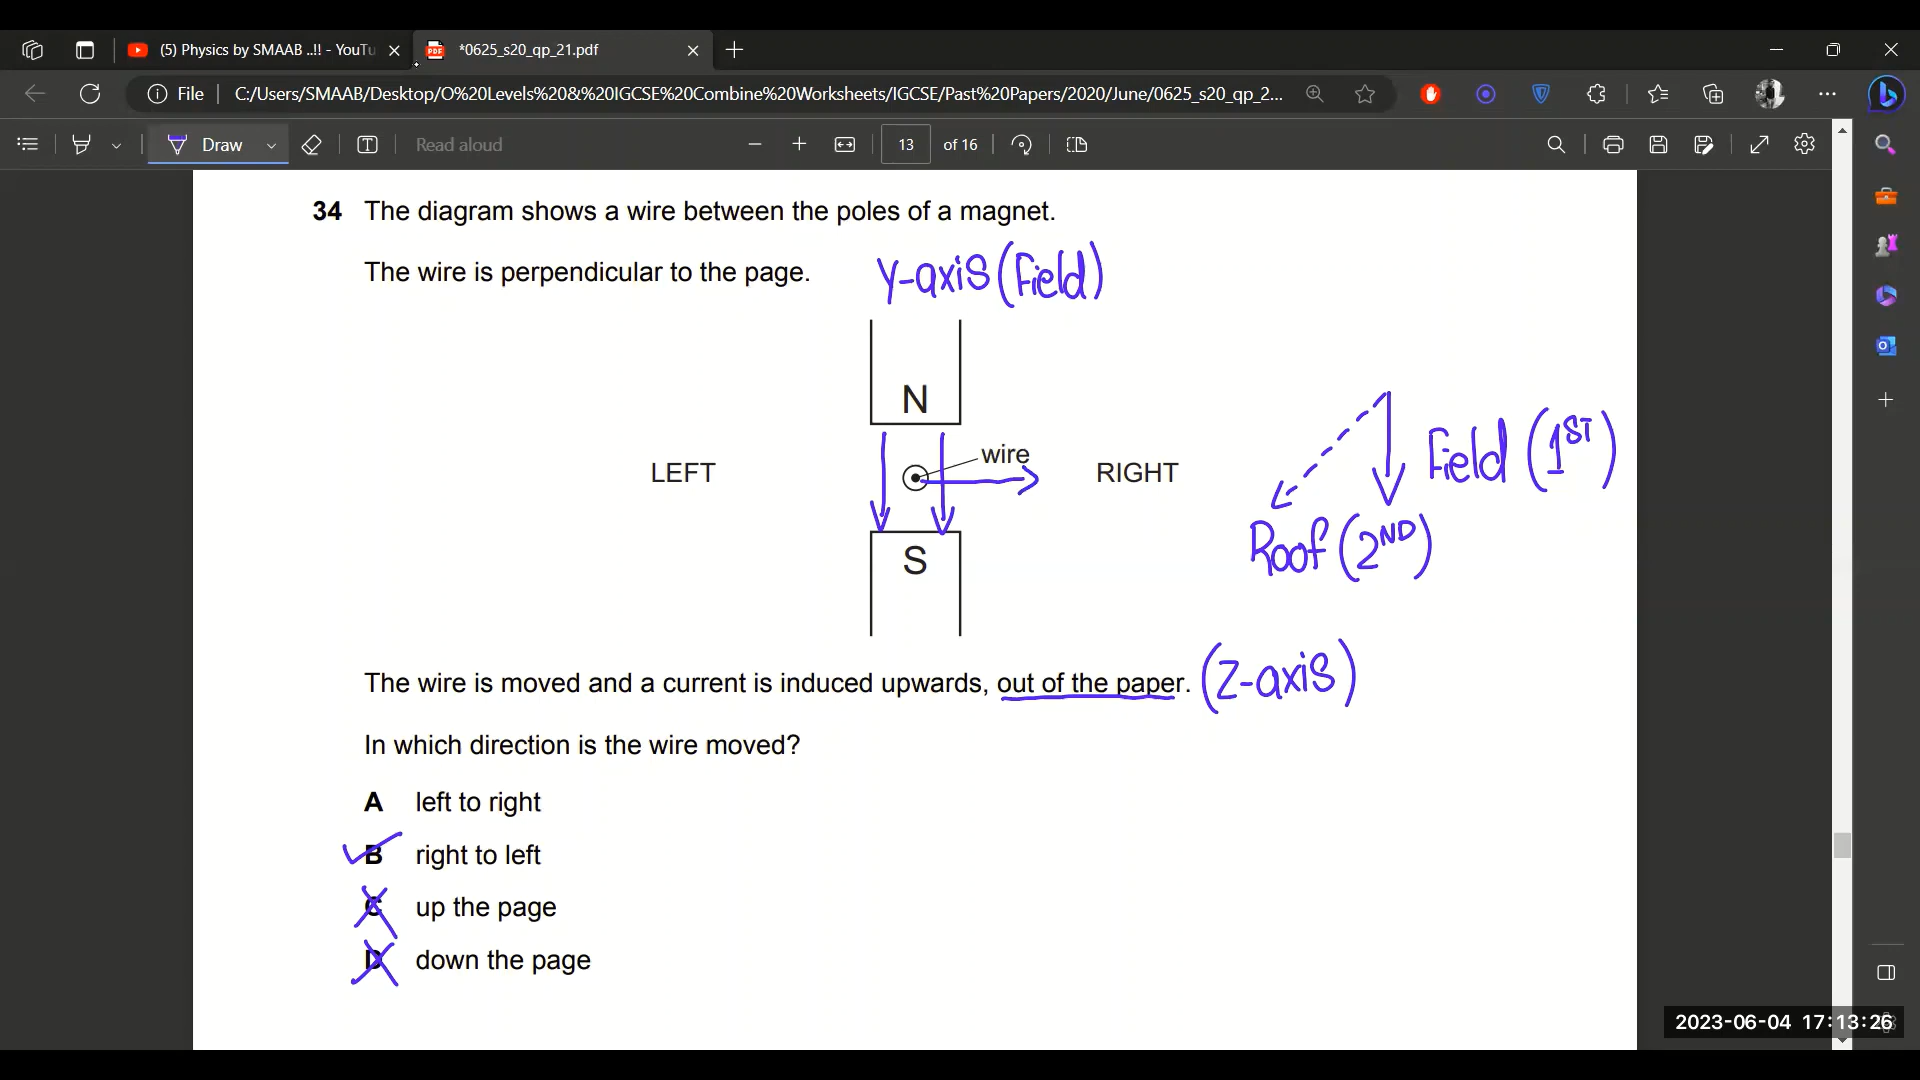 (5) Physics by SMAAB ..!! - YouTu
*0625_s20_qp_21.pdf
File
C:/Users/SMAAB/Desktop/O%20Levels%20&%20IGCSE%20Combine%20Worksheets/IGCSE/Past%20Papers/2020/June/0625_s20_qp_2...
Draw
Read aloud
13 of 16
34 The diagram shows a wire between the poles of a magnet.
The wire is perpendicular to the page.
Y-axis (Field)
N
wire
LEFT
RIGHT
S
Field (1ST)
Roof (2ND)
The wire is moved and a current is induced upwards, out of the paper. (Z-axis)
In which direction is the wire moved?
A left to right
B right to left
C up the page
D down the page
2023-06-04 17:13:26